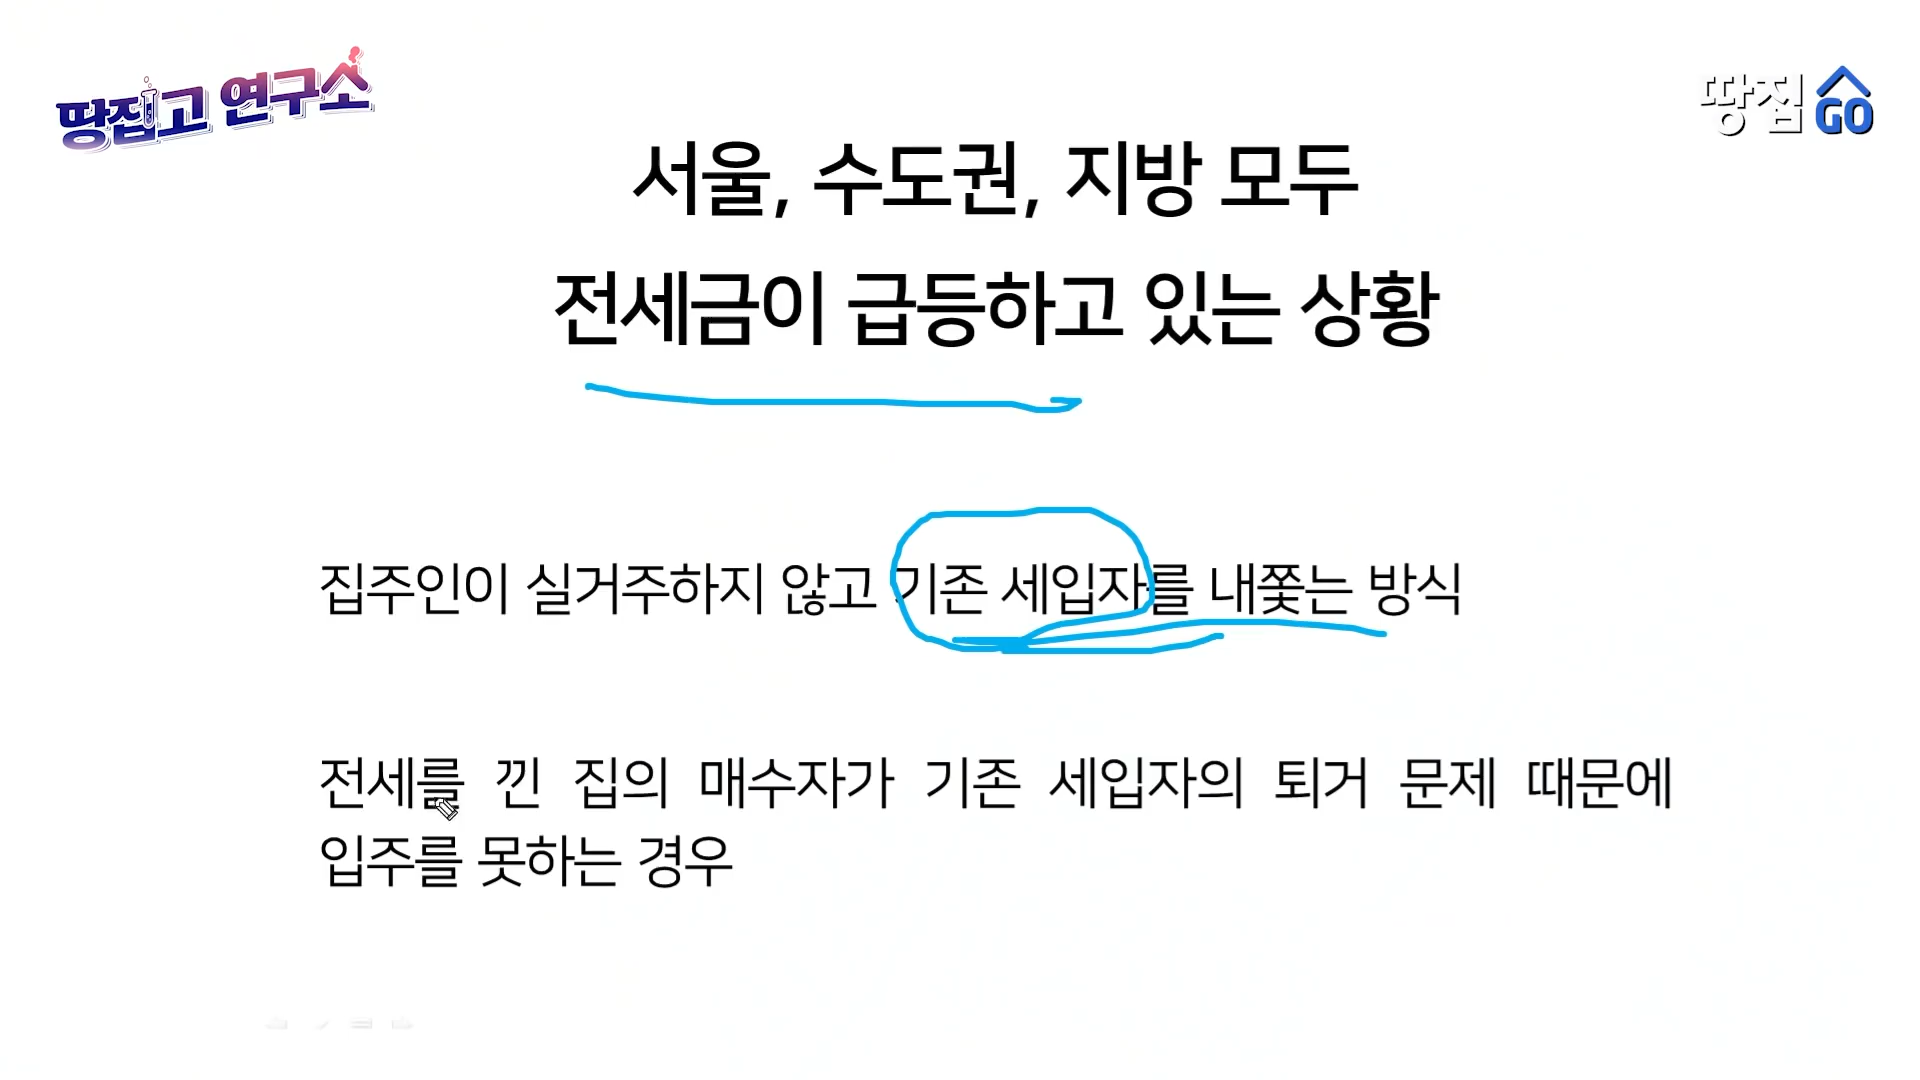 땅집고 연구소
땅집GO
서울, 수도권, 지방 모두
전세금이 급등하고 있는 상황
집주인이 실거주하지 않고 기존 세입자를 내쫓는 방식
전세를 낀 집의 매수자가 기존 세입자의 퇴거 문제 때문에
입주를 못하는 경우